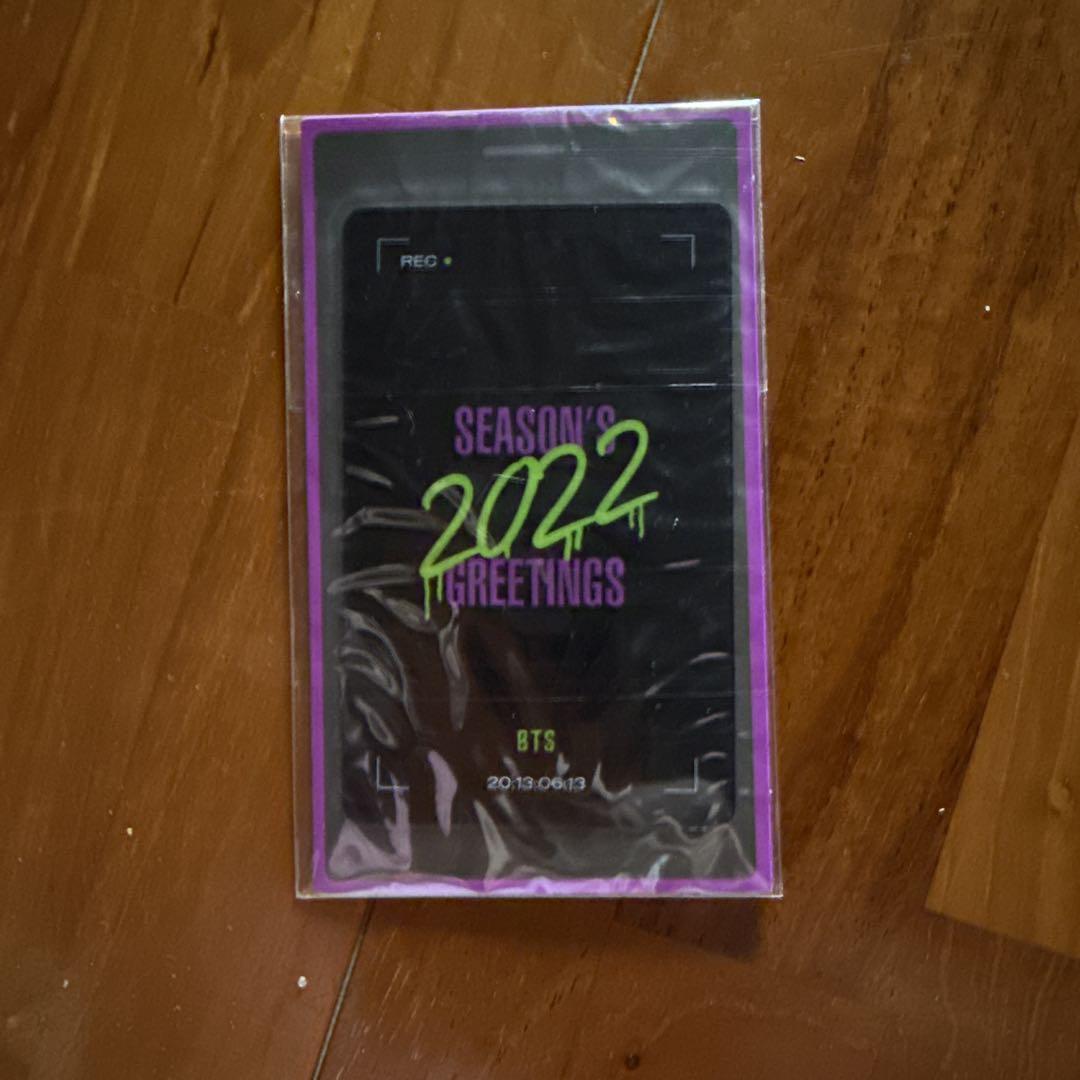 REC
SEASON'S
2022
GREETINGS
BTS
20:13:06:13